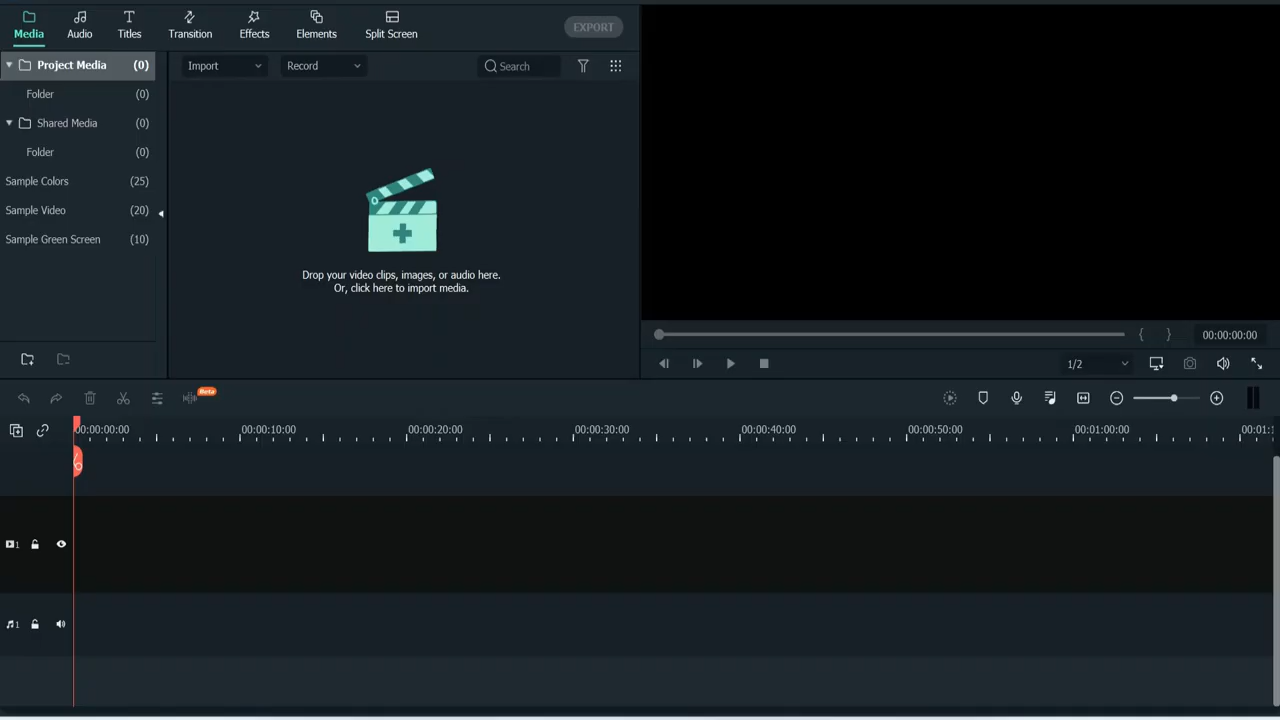 Media
Audio
Titles
Transition
Effects
Elements
Split Screen
EXPORT
Project Media (0)
Folder (0)
Shared Media (0)
Folder (0)
Sample Colors (25)
Sample Video (20)
Sample Green Screen (10)
Import
Record
Search
Drop your video clips, images, or audio here.
Or, click here to import media.
{ }
00:00:00:00
1/2
Beta
00:00:00:00
00:00:10:00
00:00:20:00
00:00:30:00
00:00:40:00
00:00:50:00
00:01:00:00
00:01:1
1
1